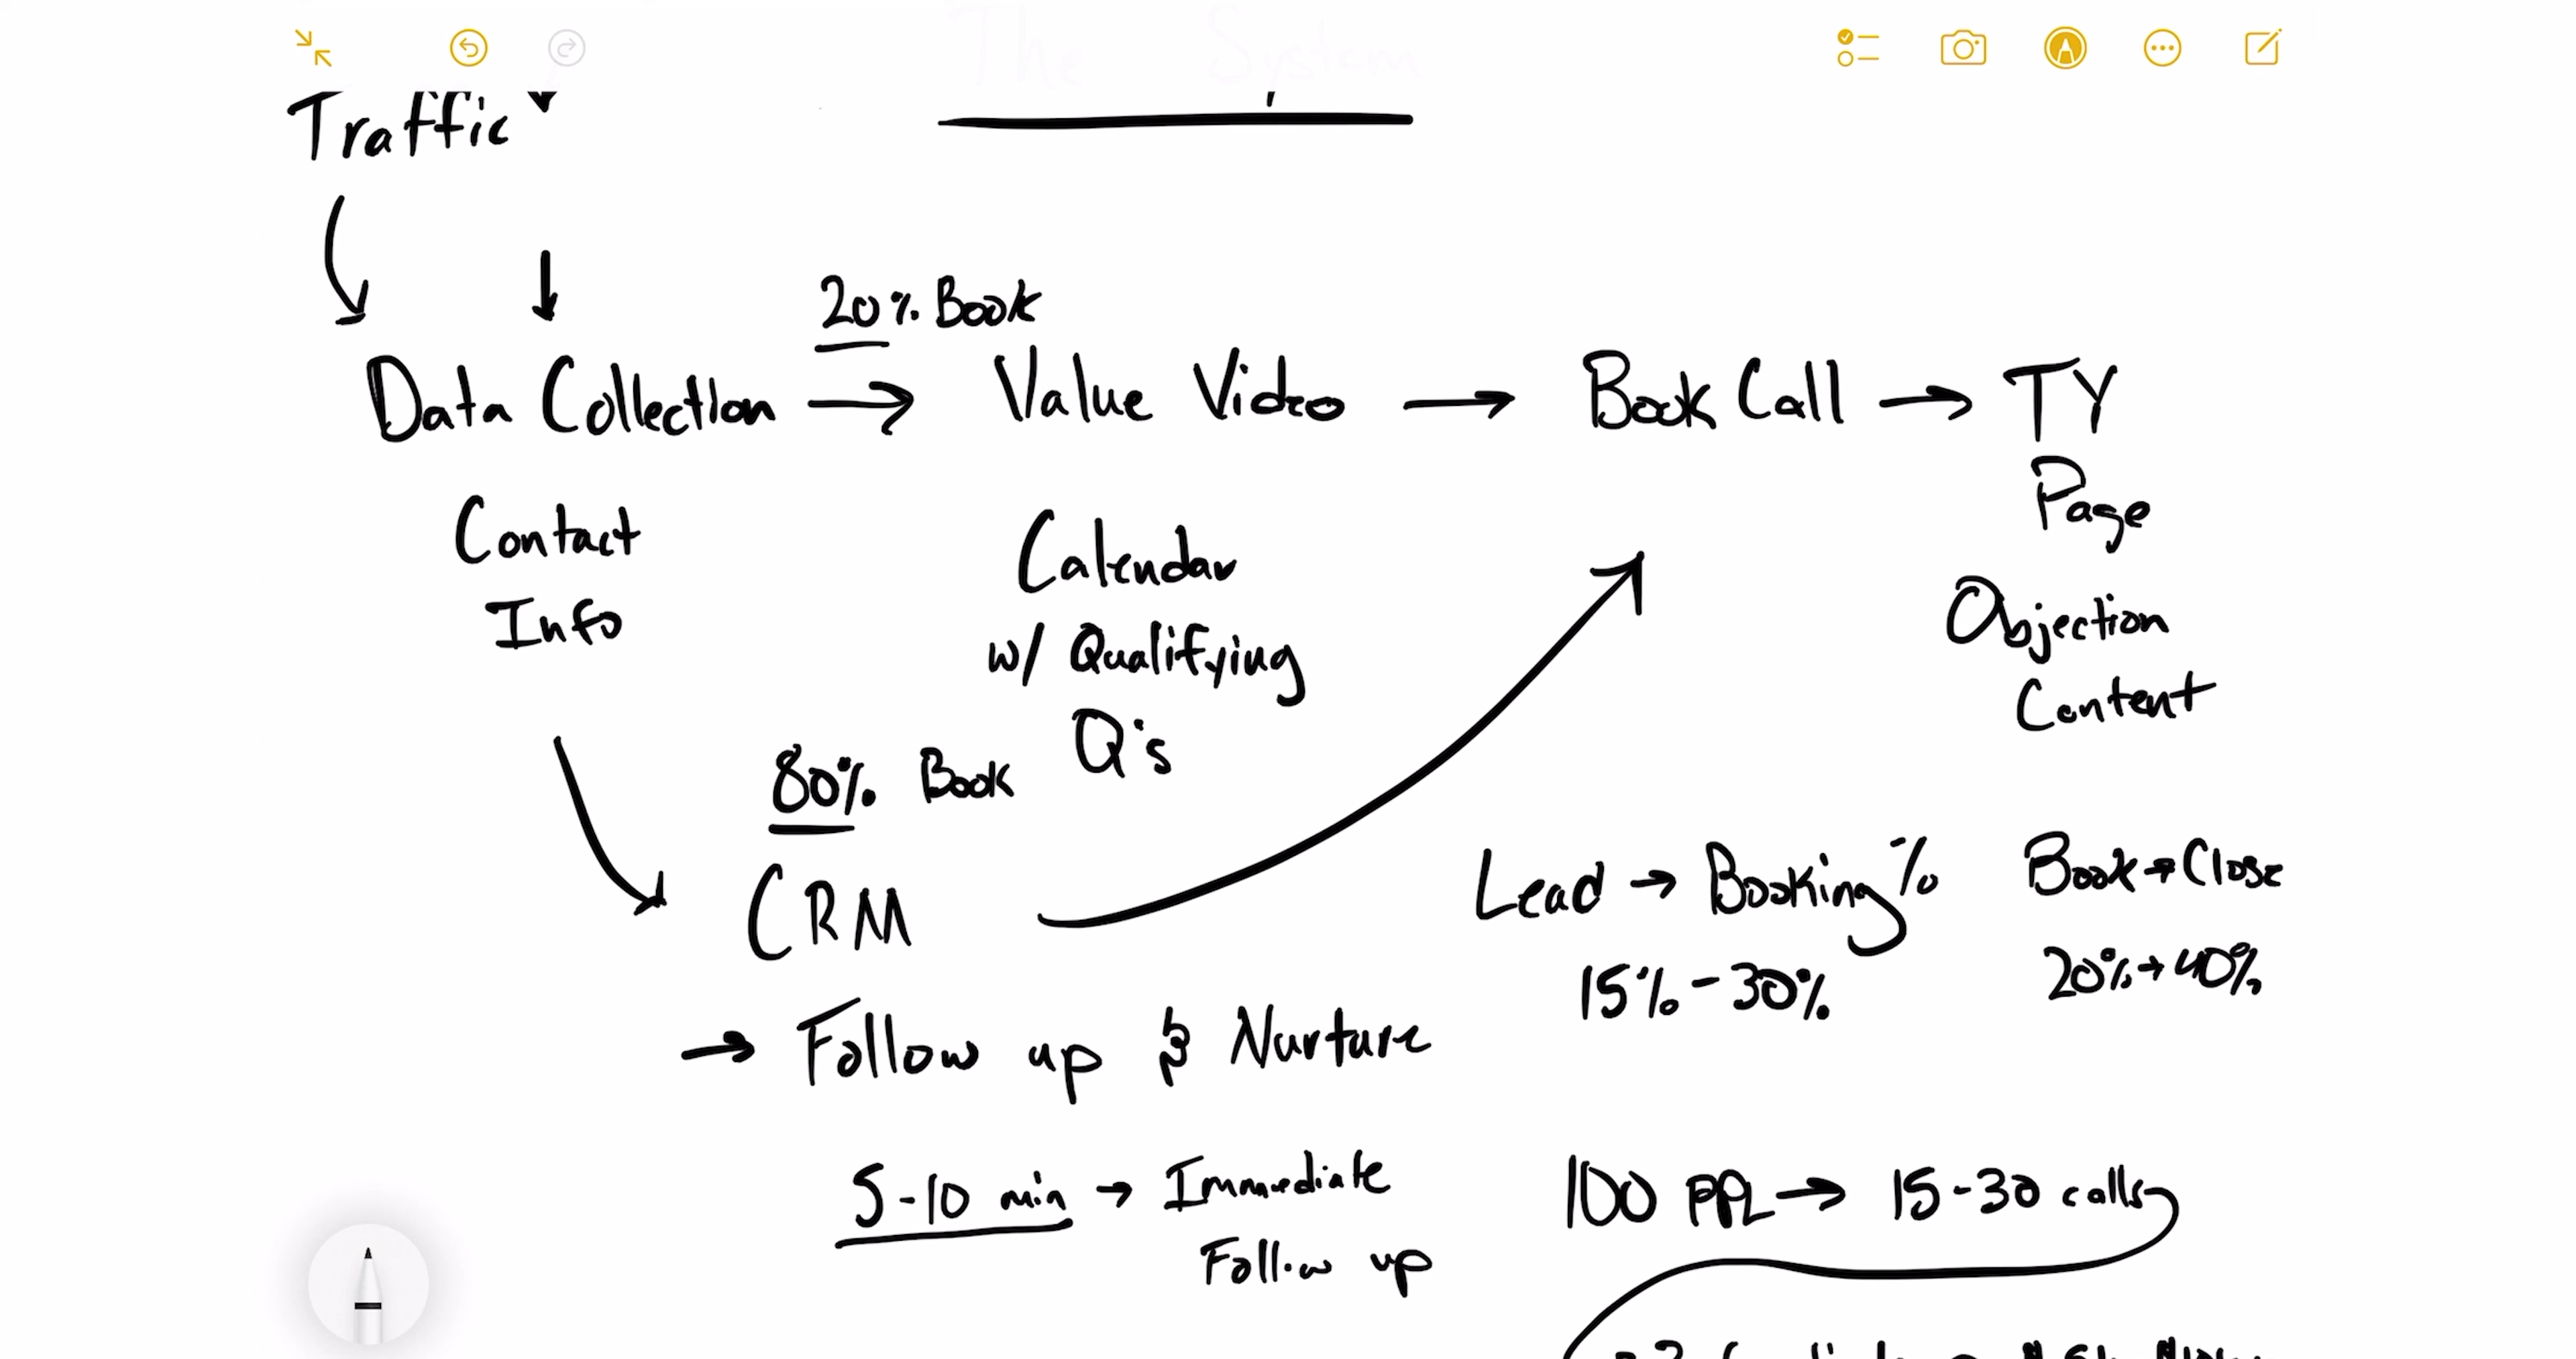 The System
Traffic
20% Book
Data Collection → Value Video → Book Call → TY
Page
Contact
Info
Calendar
w/ Qualifying
Q's
Objection
Content
80% Book
CRM
Lead → Booking %
15% - 30%
Book → Close
20% → 40%
→ Follow up & Nurture
5-10 min → Immediate
Follow up
100 PPL → 15-30 calls